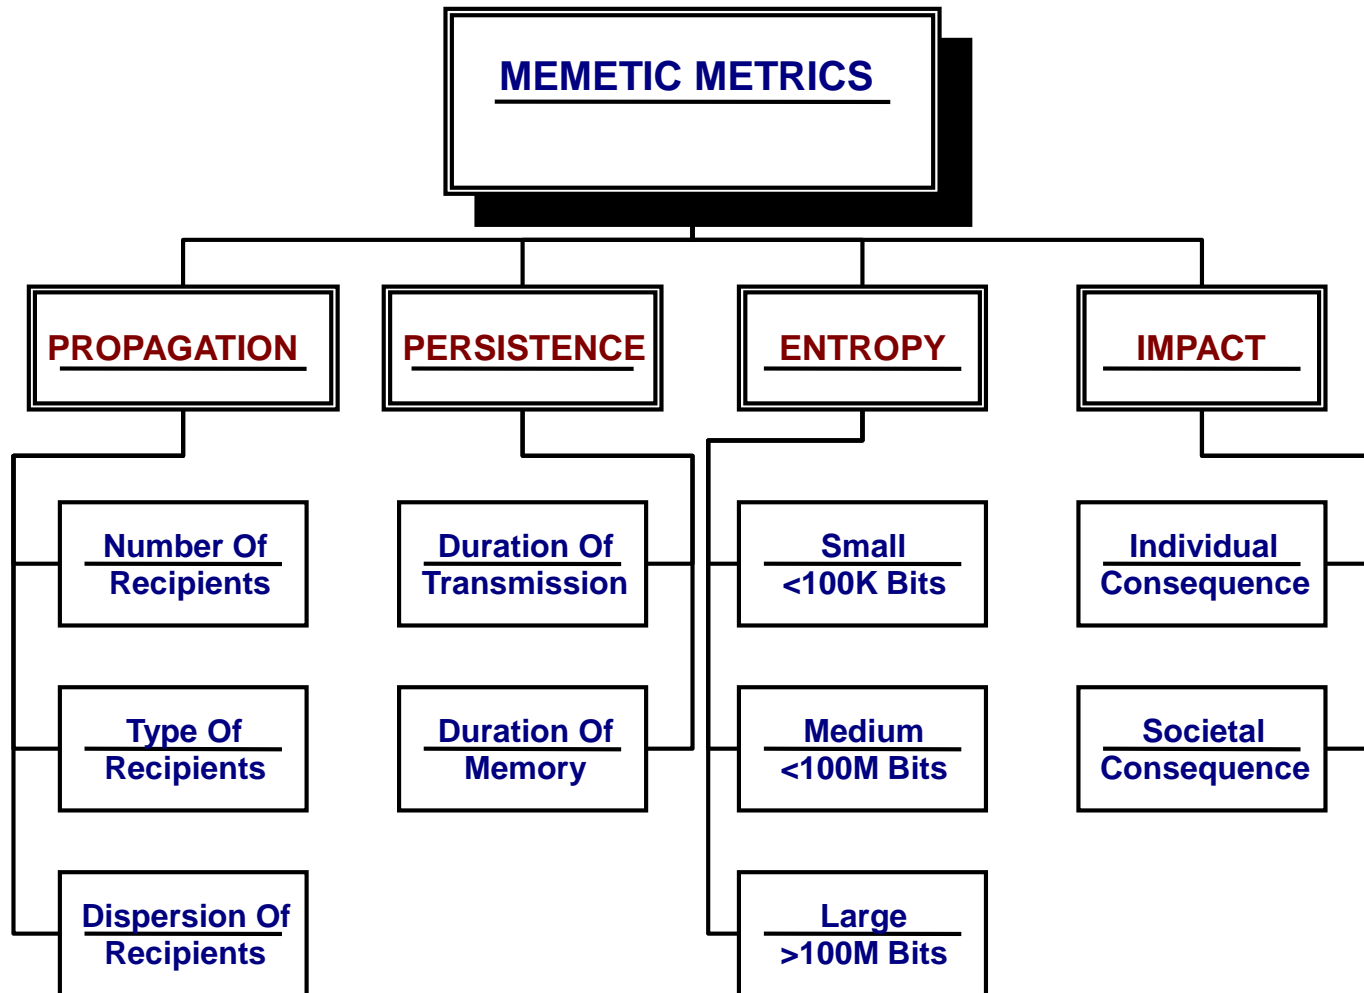 MEMETIC METRICS
PROPAGATION
PERSISTENCE
ENTROPY
IMPACT
Number Of
Recipients
Duration Of
Transmission
Small
<100K Bits
Individual
Consequence
Type Of
Recipients
Duration Of
Memory
Medium
<100M Bits
Societal
Consequence
Dispersion Of
Recipients
Large
>100M Bits